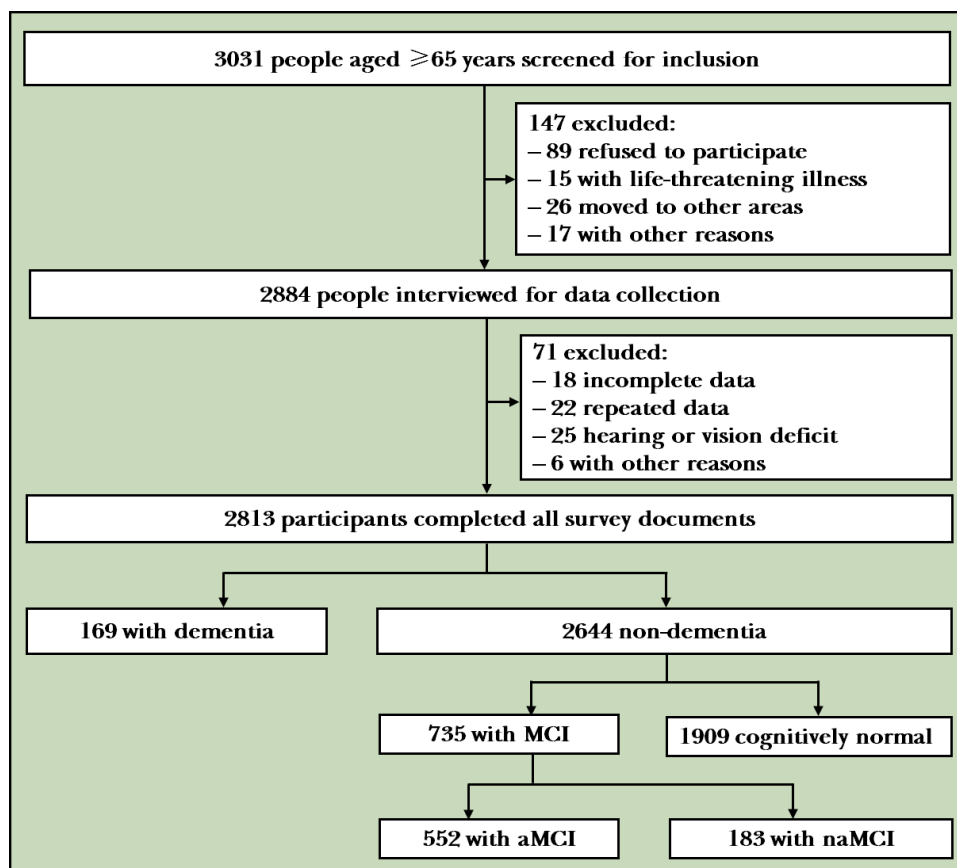 3031 people aged ⩾65 years screened for inclusion
147 excluded:
– 89 refused to participate
– 15 with life-threatening illness
– 26 moved to other areas
– 17 with other reasons
2884 people interviewed for data collection
71 excluded:
– 18 incomplete data
– 22 repeated data
– 25 hearing or vision deficit
– 6 with other reasons
2813 participants completed all survey documents
169 with dementia
2644 non-dementia
735 with MCI
1909 cognitively normal
552 with aMCI
183 with naMCI